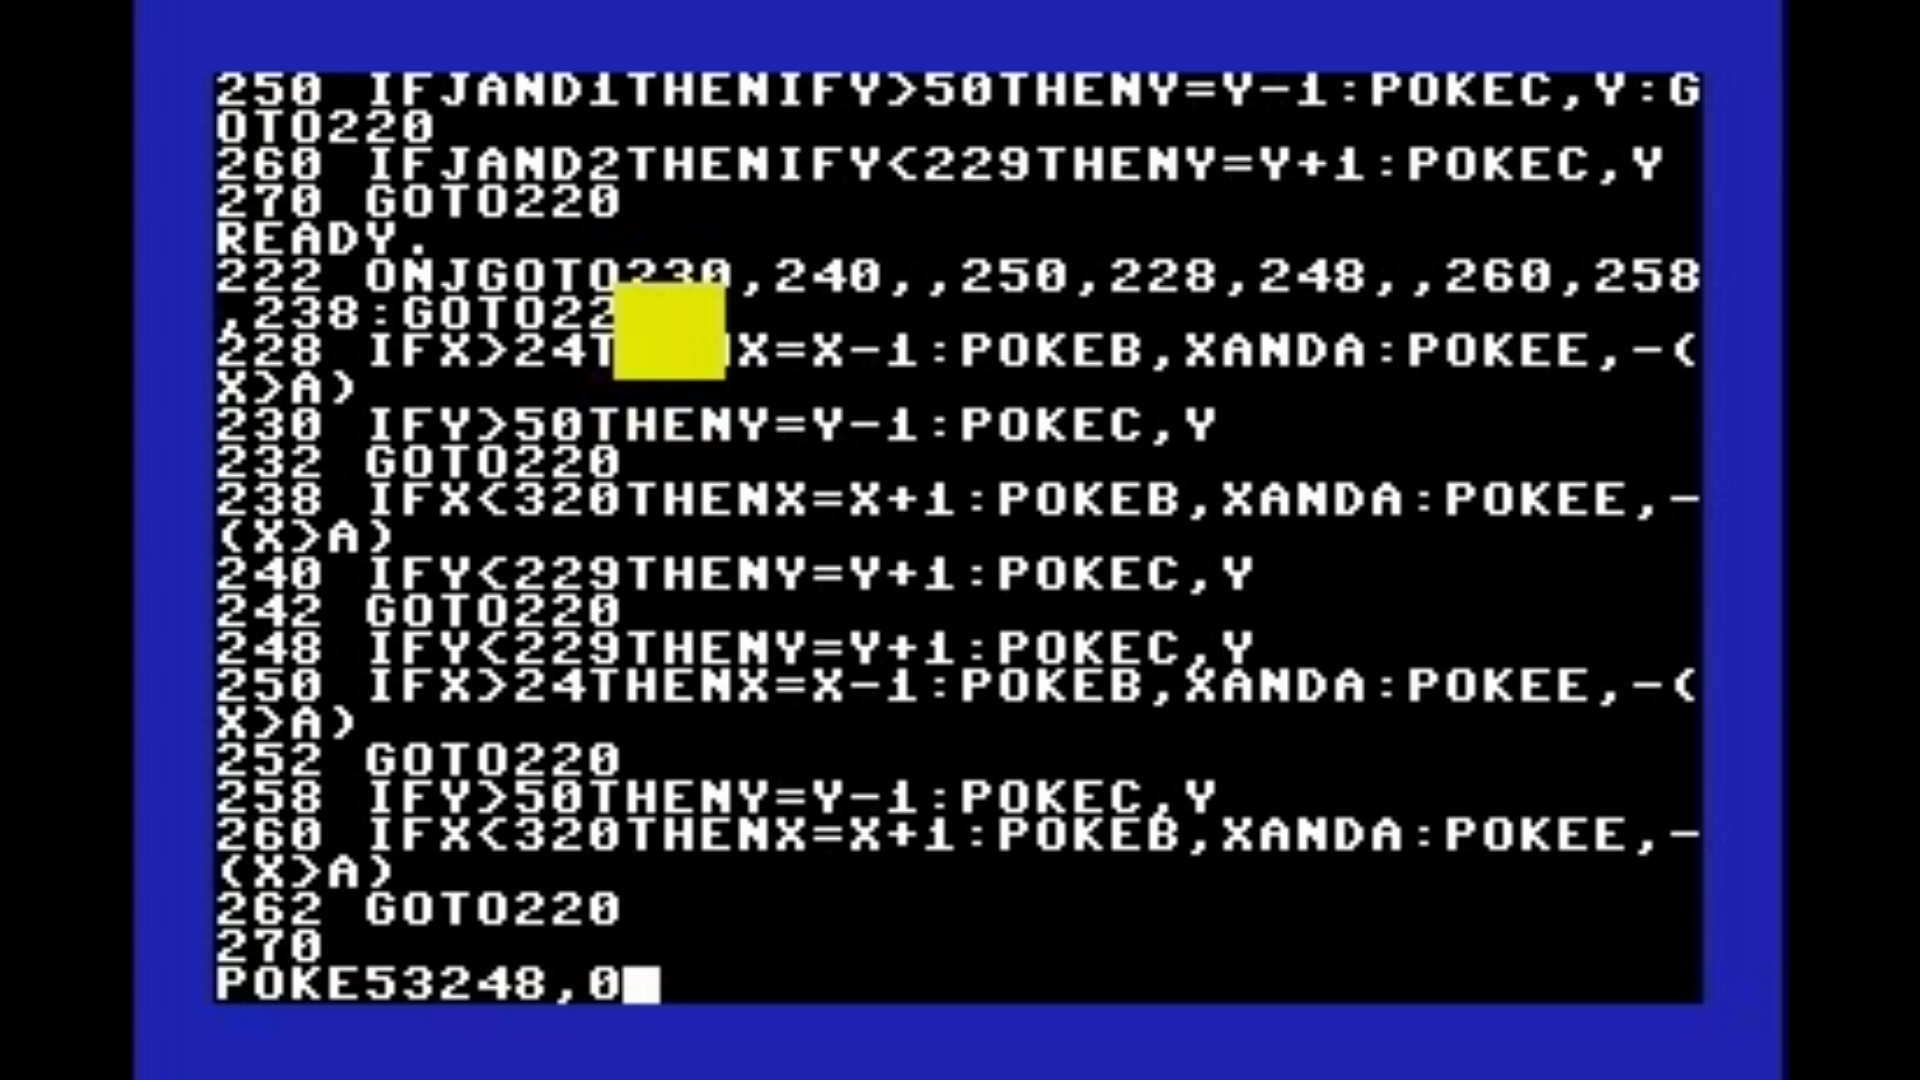 250 IFJAND1THENIFY>50THENY=Y-1:POKEC,Y:G
OTO220
260 IFJAND2THENIFY<229THENY=Y+1:POKEC,Y
270 GOTO220
READY.
222 ONJGOTO230,240,,250,228,248,,260,258
,238:GOTO22
228 IFX>24T X=X-1:POKEB,XANDA:POKEE,-(
X>A)
230 IFY>50THENY=Y-1:POKEC,Y
232 GOTO220
238 IFX<320THENX=X+1:POKEB,XANDA:POKEE,-
(X>A)
240 IFY<229THENY=Y+1:POKEC,Y
242 GOTO220
248 IFY<229THENY=Y+1:POKEC,Y
250 IFX>24THENX=X-1:POKEB,XANDA:POKEE,-(
X>A)
252 GOTO220
258 IFY>50THENY=Y-1:POKEC,Y
260 IFX<320THENX=X+1:POKEB,XANDA:POKEE,-
(X>A)
262 GOTO220
270
POKE53248,0